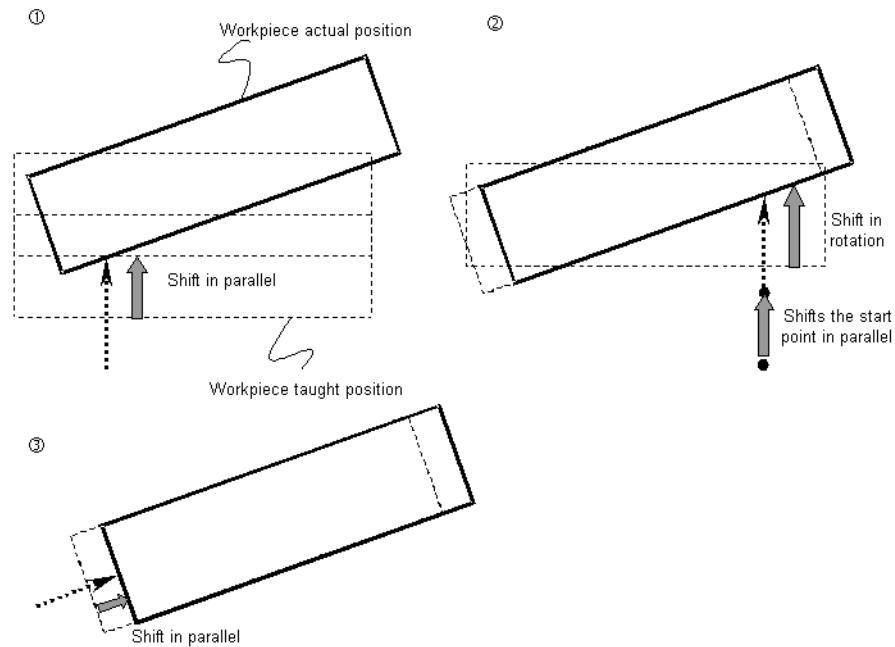 ①
Workpiece actual position
Shift in parallel
Workpiece taught position
②
Shift in
rotation
Shifts the start
point in parallel
③
Shift in parallel